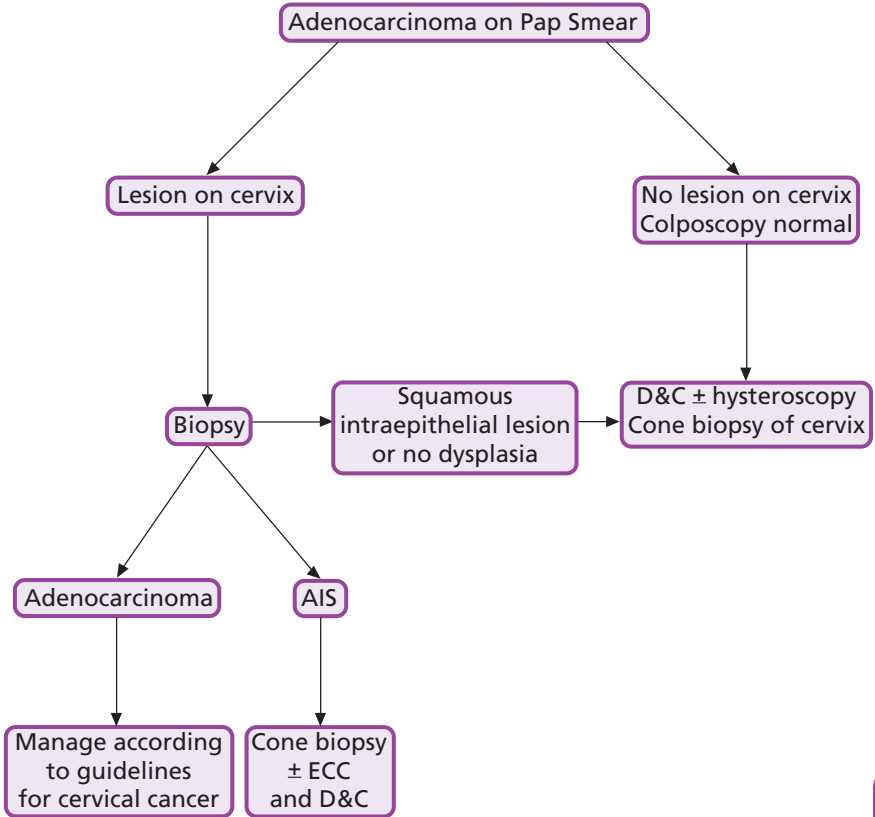 Adenocarcinoma on Pap Smear
Lesion on cervix
No lesion on cervix
Colposcopy normal
Biopsy
Squamous
intraepithelial lesion
or no dysplasia
D&C ± hysteroscopy
Cone biopsy of cervix
Adenocarcinoma
AIS
Manage according
to guidelines
for cervical cancer
Cone biopsy
± ECC
and D&C